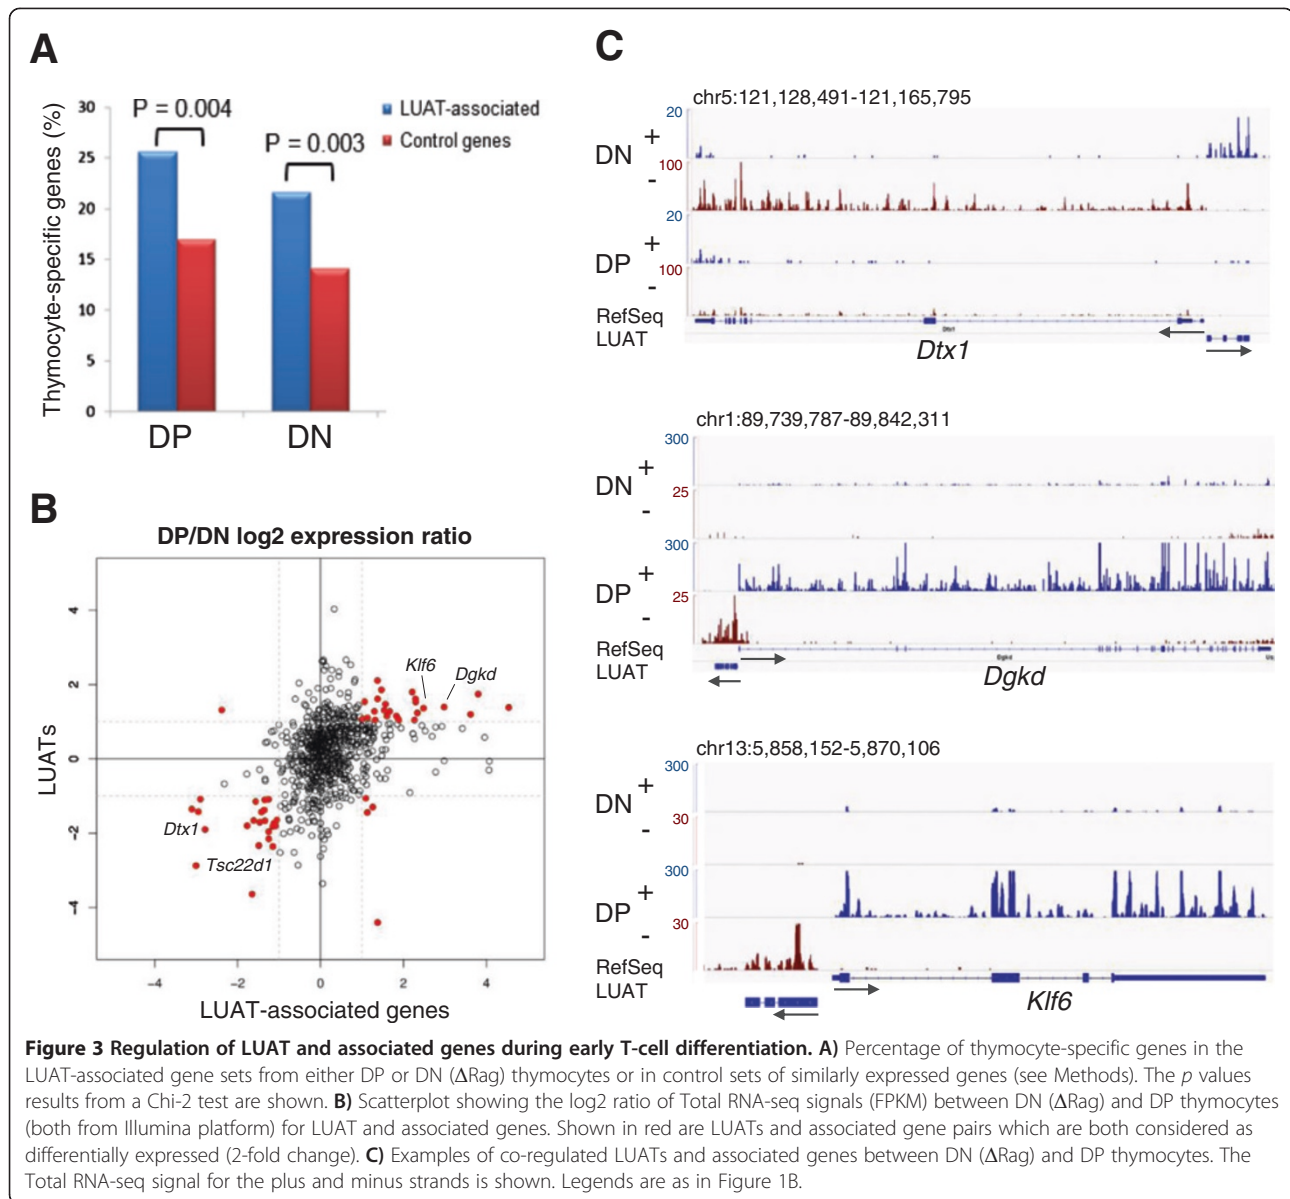 A
Thymocyte-specific genes (%)
30
25
20
15
10
5
0
P = 0.004
P = 0.003
LUAT-associated
Control genes
DP
DN
B
DP/DN log2 expression ratio
LUATs
4
2
0
-2
-4
Klf6
Dgkd
Dtx1
Tsc22d1
-4
-2
0
2
4
LUAT-associated genes
C
chr5:121,128,491-121,165,795
20
DN +
100
-
20
DP +
100
-
RefSeq
LUAT
Dtx1
Dtx1
chr1:89,739,787-89,842,311
300
DN +
25
-
300
DP +
25
-
RefSeq
LUAT
Dgkd
Dgkd
chr13:5,858,152-5,870,106
300
DN +
30
-
300
DP +
30
-
RefSeq
LUAT
Klf6
Figure 3 Regulation of LUAT and associated genes during early T-cell differentiation. A) Percentage of thymocyte-specific genes in the
LUAT-associated gene sets from either DP or DN (ΔRag) thymocytes or in control sets of similarly expressed genes (see Methods). The p values
results from a Chi-2 test are shown. B) Scatterplot showing the log2 ratio of Total RNA-seq signals (FPKM) between DN (ΔRag) and DP thymocytes
(both from Illumina platform) for LUAT and associated genes. Shown in red are LUATs and associated gene pairs which are both considered as
differentially expressed (2-fold change). C) Examples of co-regulated LUATs and associated genes between DN (ΔRag) and DP thymocytes. The
Total RNA-seq signal for the plus and minus strands is shown. Legends are as in Figure 1B.